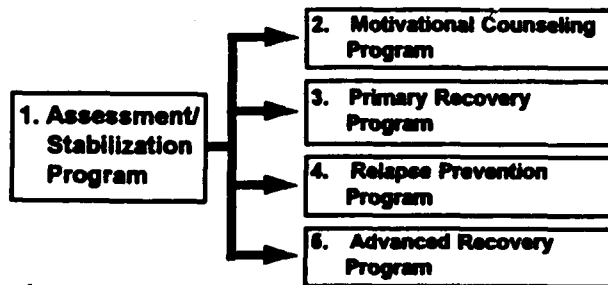 1. Assessment/
Stabilization
Program
2. Motivational Counseling
Program
3. Primary Recovery
Program
4. Relapse Prevention
Program
5. Advanced Recovery
Program